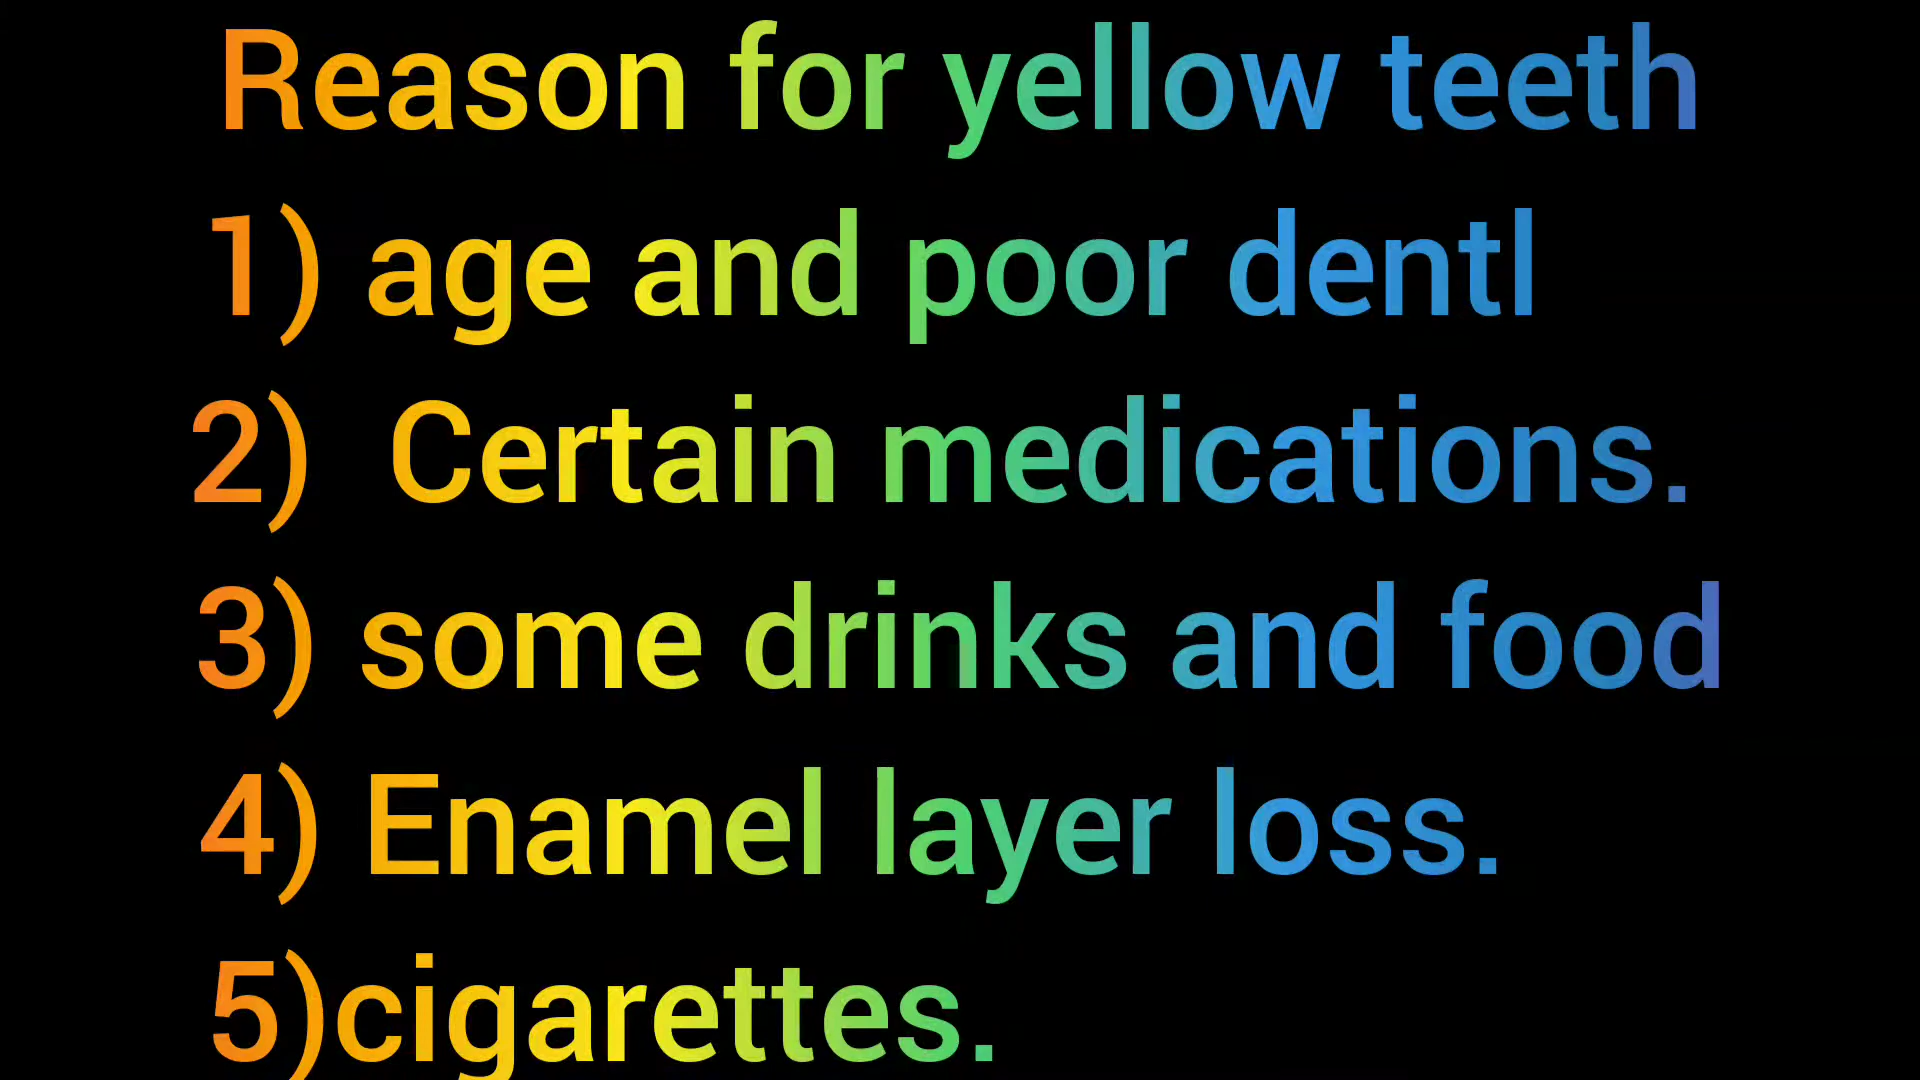 Reason for yellow teeth
1) age and poor dentl
2) Certain medications.
3) some drinks and food
4) Enamel layer loss.
5)cigarettes.